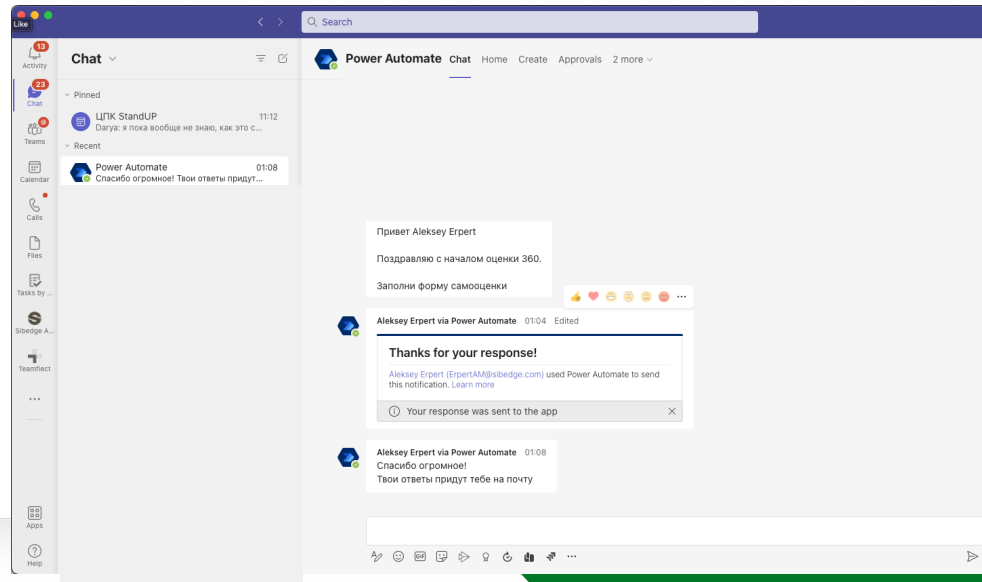 Like
Search
13
Activity
23
Chat
@
Teams
Calendar
Calls
Files
Tasks by ...
Sibedge A...
Teamflect
Apps
Help
Chat
Pinned
ЦПК StandUP 11:12
Darya: я пока вообще не знаю, как это с...
Recent
Power Automate 01:08
Спасибо огромное! Твои ответы придут...
Power Automate Chat Home Create Approvals 2 more
Привет Aleksey Erpert
Поздравляю с началом оценки 360.
Заполни форму самооценки
Aleksey Erpert via Power Automate 01:04 Edited
Thanks for your response!
Aleksey Erpert (ErpertAM@sibedge.com) used Power Automate to send
this notification. Learn more
Your response was sent to the app
Aleksey Erpert via Power Automate 01:08
Спасибо огромное!
Твои ответы придут тебе на почту
GIF